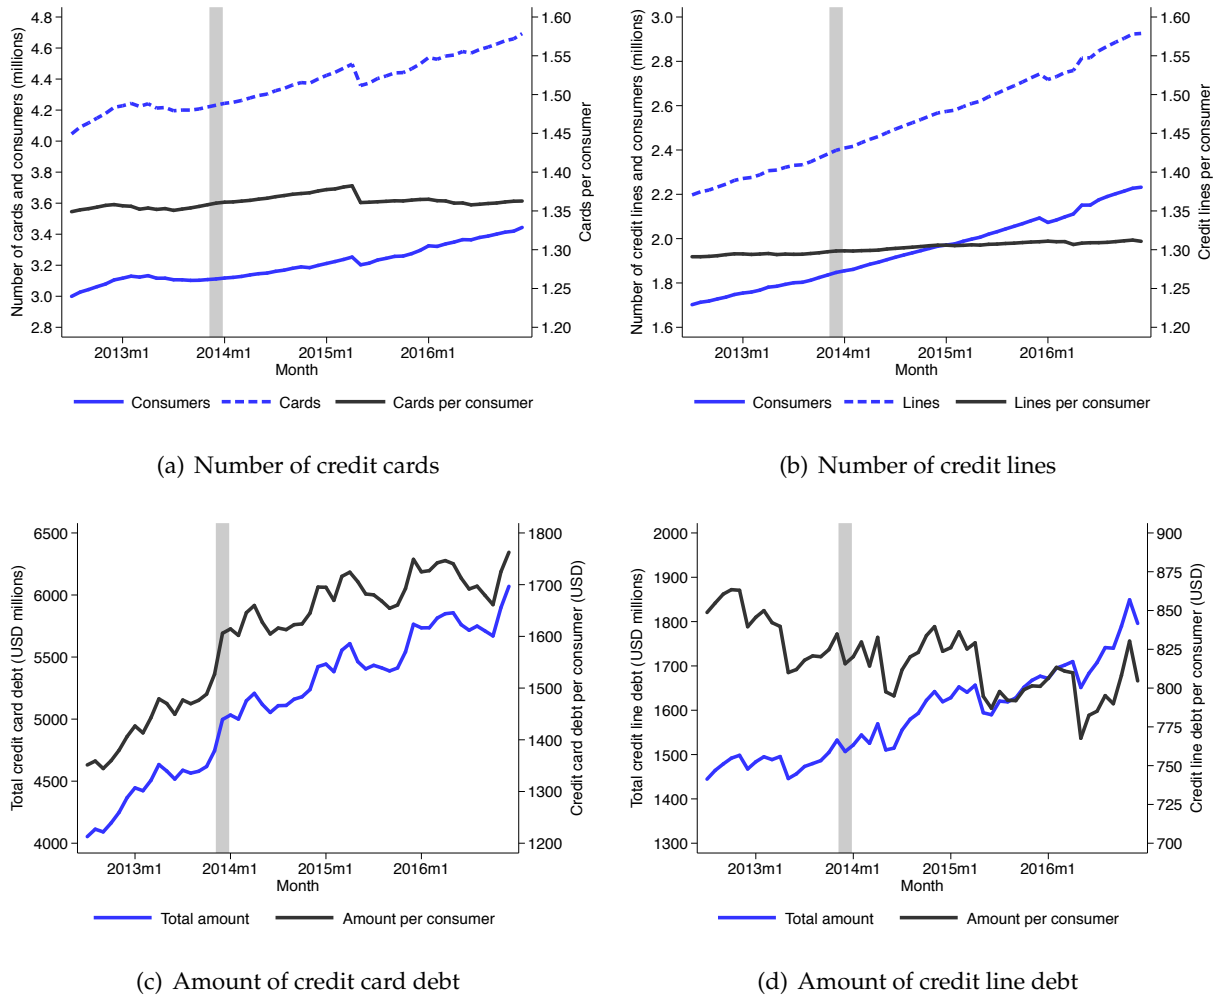 Number of cards and consumers (millions)
4.8
4.6
4.4
4.2
4.0
3.8
3.6
3.4
3.2
3.0
2.8
1.60
1.55
1.50
1.45
1.40
1.35
1.30
1.25
1.20
Cards per consumer
2013m1 2014m1 2015m1 2016m1
Month
Consumers Cards Cards per consumer
(a) Number of credit cards
Number of credit lines and consumers (millions)
3.0
2.8
2.6
2.4
2.2
2.0
1.8
1.6
1.60
1.55
1.50
1.45
1.40
1.35
1.30
1.25
1.20
Credit lines per consumer
2013m1 2014m1 2015m1 2016m1
Month
Consumers Lines Lines per consumer
(b) Number of credit lines
Total credit card debt (USD millions)
6500
6000
5500
5000
4500
4000
1800
1700
1600
1500
1400
1300
1200
Credit card debt per consumer (USD)
2013m1 2014m1 2015m1 2016m1
Month
Total amount Amount per consumer
(c) Amount of credit card debt
Total credit line debt (USD millions)
2000
1900
1800
1700
1600
1500
1400
1300
900
875
850
825
800
775
750
725
700
Credit line debt per consumer (USD)
2013m1 2014m1 2015m1 2016m1
Month
Total amount Amount per consumer
(d) Amount of credit line debt